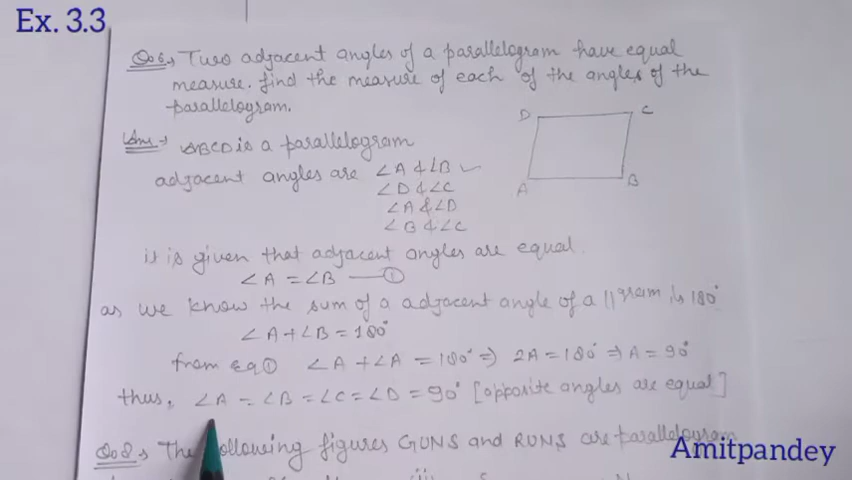 Ex. 3.3
Q.6→ Two adjacent angles of a parallelogram have equal
measure. find the measure of each of the angles of the
parallelogram.
Ans→ ABCD is a parallelogram
adjacent angles are ∠A & ∠B ✓
∠D & ∠C
∠A & ∠D
∠B & ∠C
D C
A B
it is given that adjacent angles are equal.
∠A = ∠B —①
as we know the sum of a adjacent angle of a ||gram is 180°
∠A + ∠B = 180°
from eq① ∠A + ∠A = 180° ⇒ 2A = 180° ⇒ A = 90°
thus, ∠A = ∠B = ∠C = ∠D = 90° [opposite angles are equal]
Q.8→ The following figures GUNS and RUNS are parallelogram
Amitpandey